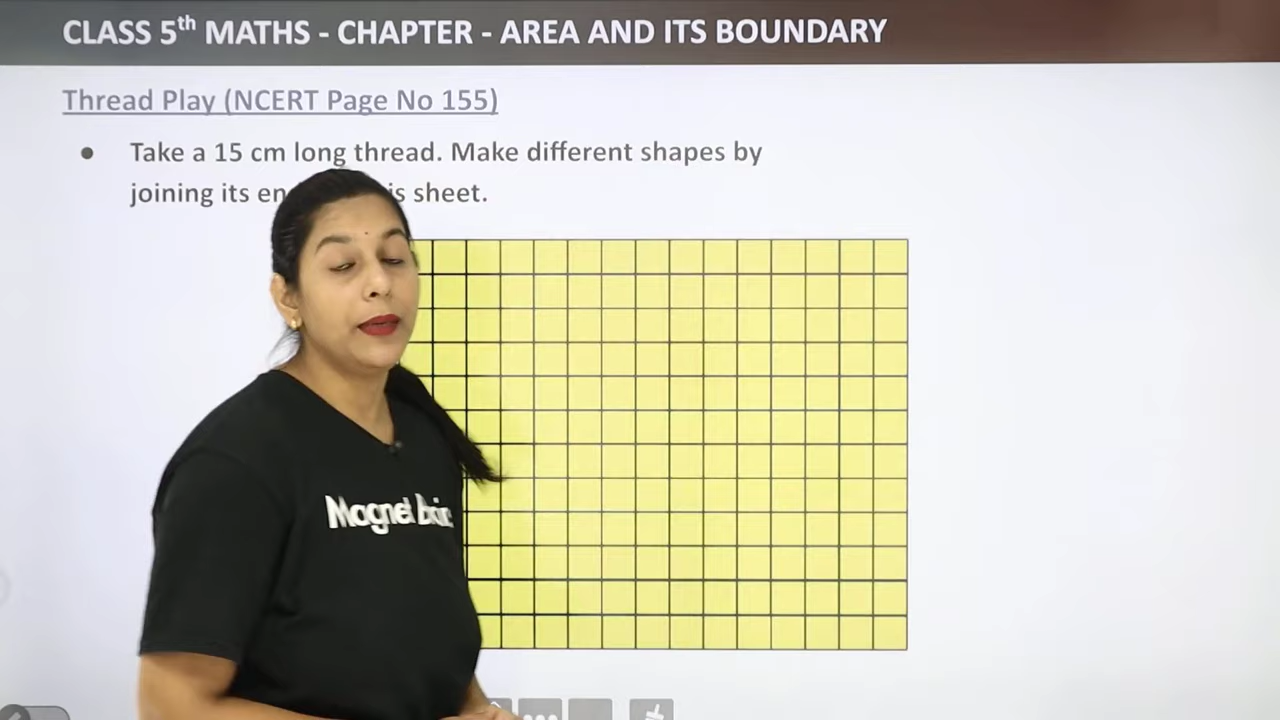 CLASS 5th MATHS - CHAPTER - AREA AND ITS BOUNDARY
Thread Play (NCERT Page No 155)
● Take a 15 cm long thread. Make different shapes by
joining its en is sheet.
Magnet